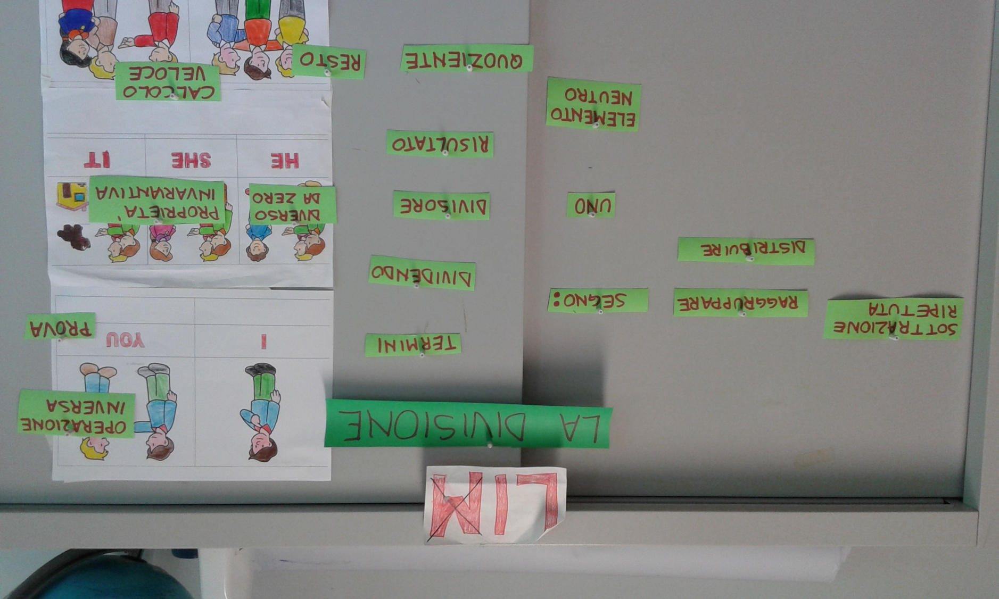 LIM
LA DIVISIONE
SOTTRAZIONE
RIPETUTA
RAGGRUPPARE
DISTRIBUIRE
SEGNO:
UNO
ELEMENTO
NEUTRO
TERMINI
DIVIDENDO
DIVISORE
RISULTATO
QUOZIENTE
RESTO
OPERAZIONE
INVERSA
I
YOU
PROVA
DIVERSO
DA ZERO
PROPRIETA'
INVARIANTIVA
HE
SHE
IT
CALCOLO
VELOCE